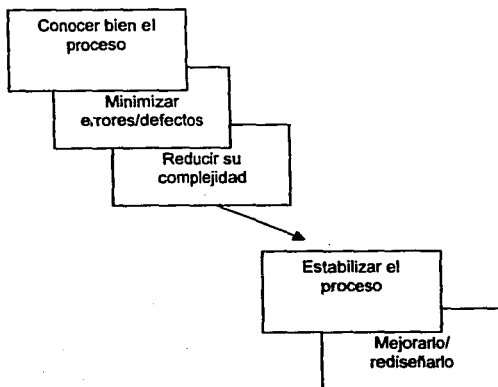 Conocer bien el
proceso
Minimizar
errores/defectos
Reducir su
complejidad
Estabilizar el
proceso
Mejorarlo/
rediseñarlo